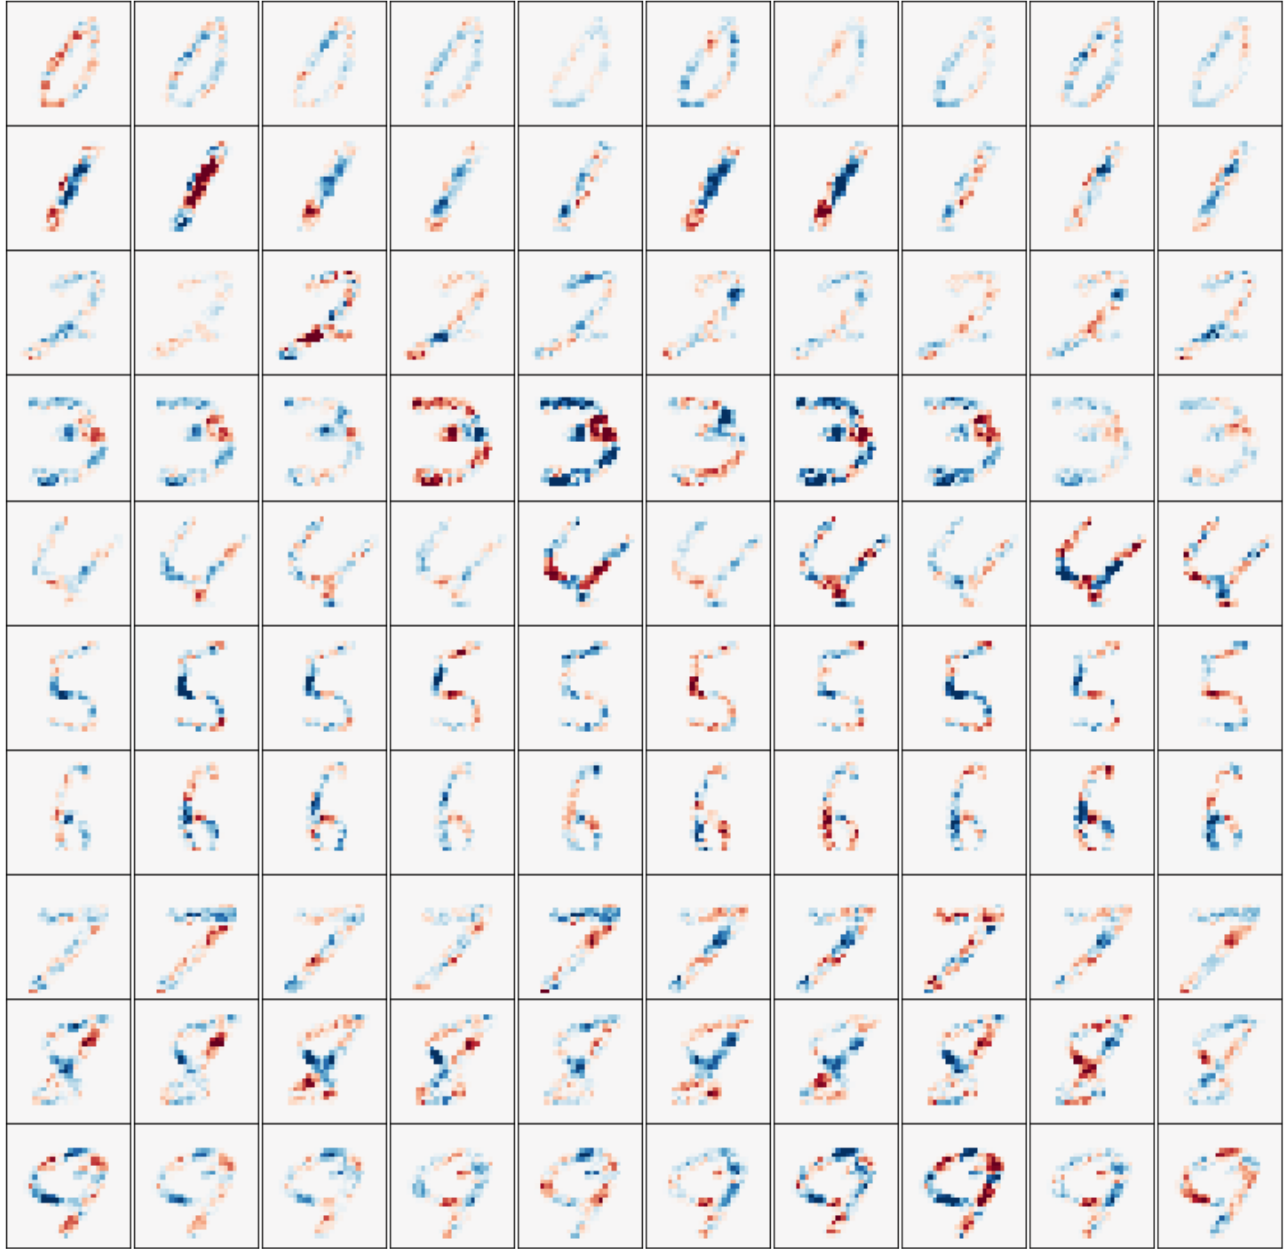 0 0 0 0 0 0 0 0 0 0
1 1 1 1 1 1 1 1 1 1
2 2 2 2 2 2 2 2 2 2
3 3 3 3 3 3 3 3 3 3
4 4 4 4 4 4 4 4 4 4
5 5 5 5 5 5 5 5 5 5
6 6 6 6 6 6 6 6 6 6
7 7 7 7 7 7 7 7 7 7
8 8 8 8 8 8 8 8 8 8
9 9 9 9 9 9 9 9 9 9